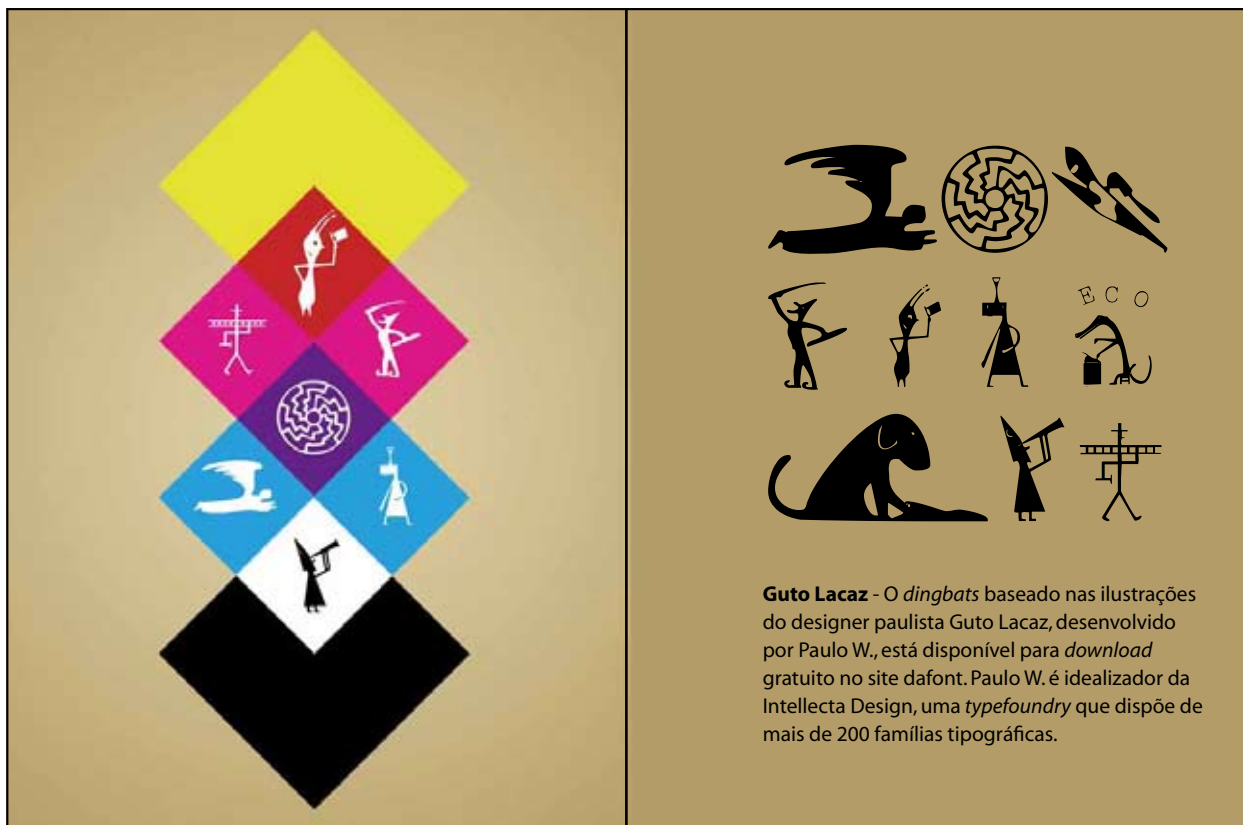 E C O
Guto Lacaz - O dingbats baseado nas ilustrações
do designer paulista Guto Lacaz, desenvolvido
por Paulo W., está disponível para download
gratuito no site dafont. Paulo W. é idealizador da
Intellecta Design, uma typefoundry que dispõe de
mais de 200 famílias tipográficas.